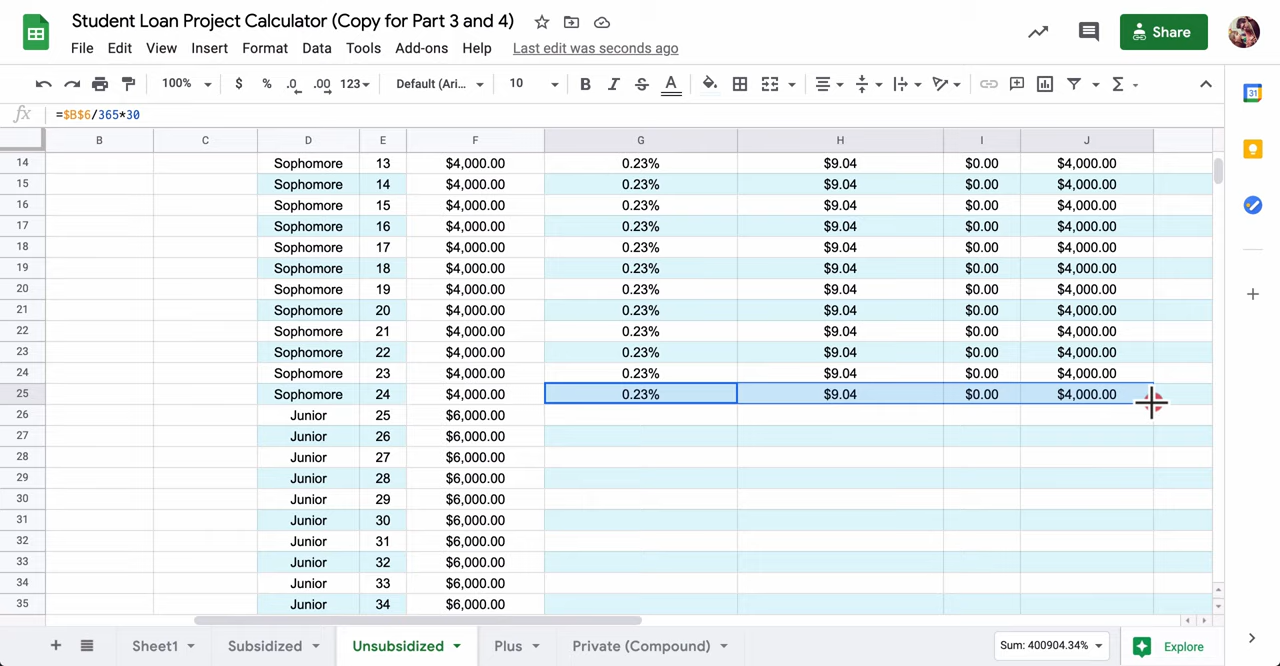 Student Loan Project Calculator (Copy for Part 3 and 4)
File Edit View Insert Format Data Tools Add-ons Help Last edit was seconds ago
Share
100% $ % .0 .00 123 Default (Ari... 10 B I S A
fx =$B$6/365*30
B C D E F G H I J
14 Sophomore 13 $4,000.00 0.23% $9.04 $0.00 $4,000.00
15 Sophomore 14 $4,000.00 0.23% $9.04 $0.00 $4,000.00
16 Sophomore 15 $4,000.00 0.23% $9.04 $0.00 $4,000.00
17 Sophomore 16 $4,000.00 0.23% $9.04 $0.00 $4,000.00
18 Sophomore 17 $4,000.00 0.23% $9.04 $0.00 $4,000.00
19 Sophomore 18 $4,000.00 0.23% $9.04 $0.00 $4,000.00
20 Sophomore 19 $4,000.00 0.23% $9.04 $0.00 $4,000.00
21 Sophomore 20 $4,000.00 0.23% $9.04 $0.00 $4,000.00
22 Sophomore 21 $4,000.00 0.23% $9.04 $0.00 $4,000.00
23 Sophomore 22 $4,000.00 0.23% $9.04 $0.00 $4,000.00
24 Sophomore 23 $4,000.00 0.23% $9.04 $0.00 $4,000.00
25 Sophomore 24 $4,000.00 0.23% $9.04 $0.00 $4,000.00
26 Junior 25 $6,000.00
27 Junior 26 $6,000.00
28 Junior 27 $6,000.00
29 Junior 28 $6,000.00
30 Junior 29 $6,000.00
31 Junior 30 $6,000.00
32 Junior 31 $6,000.00
33 Junior 32 $6,000.00
34 Junior 33 $6,000.00
35 Junior 34 $6,000.00
Sheet1 Subsidized Unsubsidized Plus Private (Compound) Sum: 400904.34% Explore
31